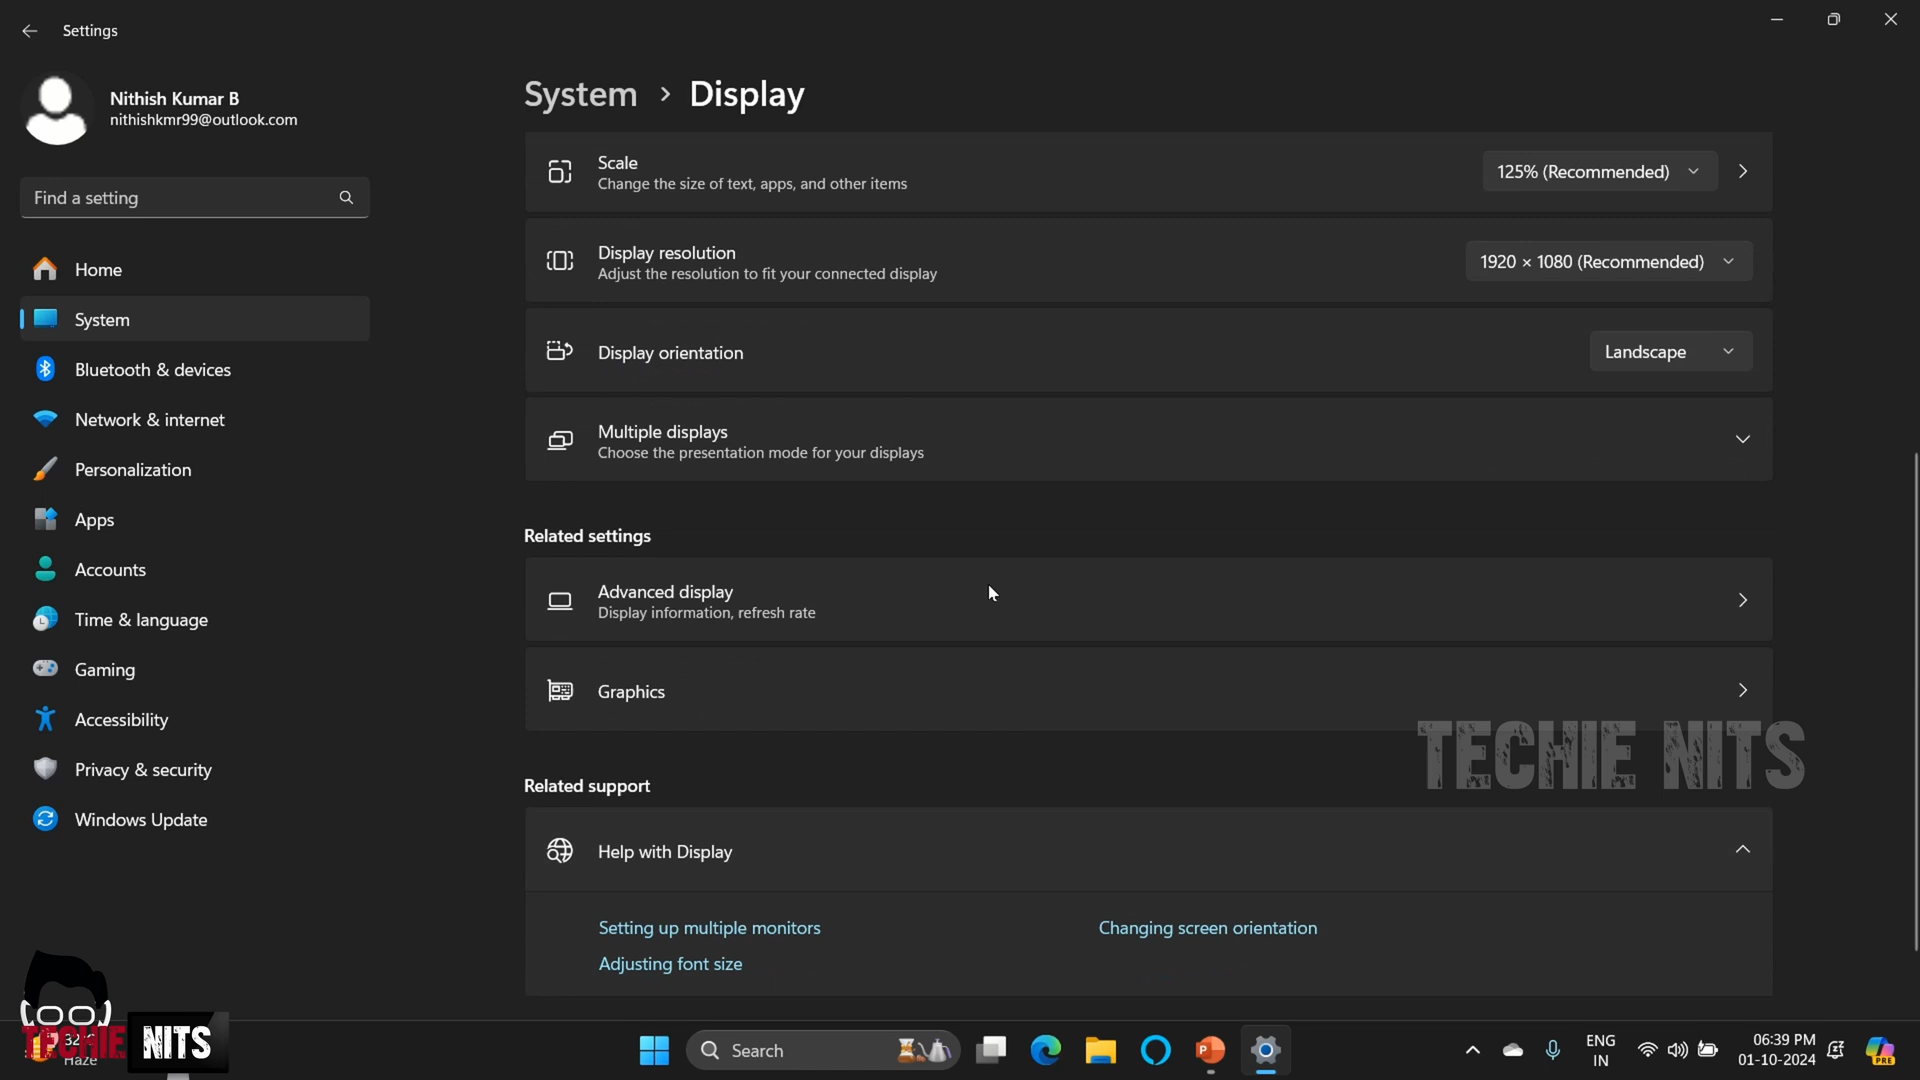 Settings
Nithish Kumar B
nithishkmr99@outlook.com
Find a setting
Home
System
Bluetooth & devices
Network & internet
Personalization
Apps
Accounts
Time & language
Gaming
Accessibility
Privacy & security
Windows Update
System > Display
Scale
Change the size of text, apps, and other items
125% (Recommended)
Display resolution
Adjust the resolution to fit your connected display
1920 × 1080 (Recommended)
Display orientation
Landscape
Multiple displays
Choose the presentation mode for your displays
Related settings
Advanced display
Display information, refresh rate
Graphics
TECHIE NITS
Related support
Help with Display
Setting up multiple monitors
Changing screen orientation
Adjusting font size
TECHIE NITS
Haze
Search
P
ENG
IN
06:39 PM
01-10-2024
PRE